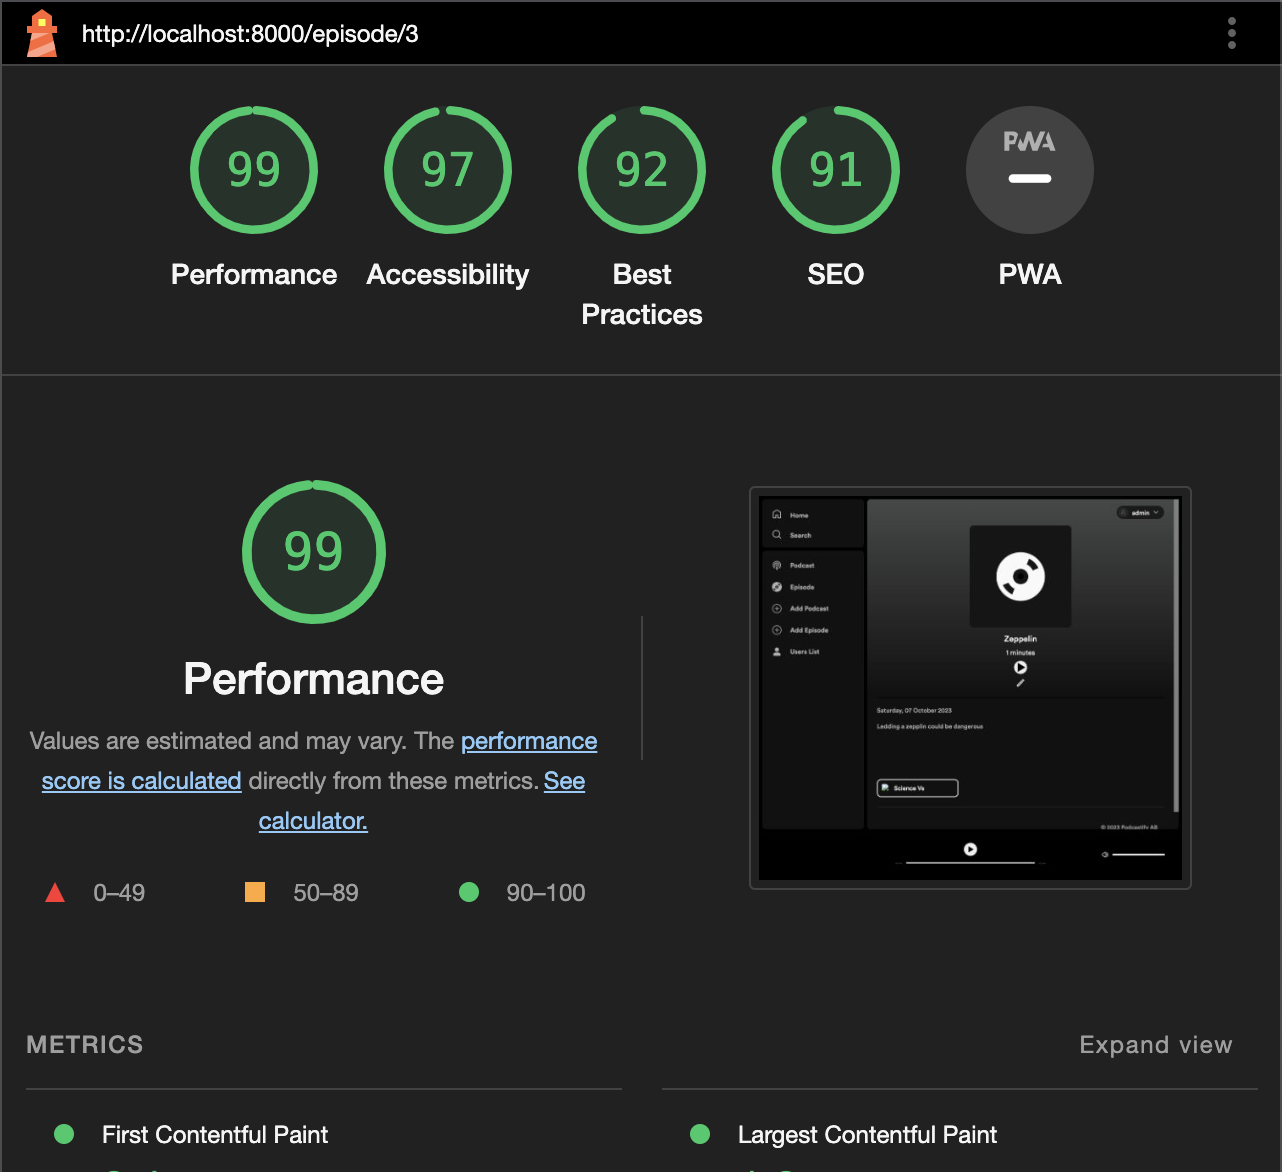 http://localhost:8000/episode/3
99
97
92
91
PWA
Performance
Accessibility
Best
Practices
SEO
PWA
99
Performance
Values are estimated and may vary. The performance
score is calculated directly from these metrics. See
calculator.
0–49
50–89
90–100
Home
Search
Podcast
Episode
Add Podcast
Add Episode
Users List
admin
Zeppelin
1 minutes
Saturday, 07 October 2023
Ledding a zepplin could be dangerous
Science Vs
METRICS
Expand view
First Contentful Paint
Largest Contentful Paint